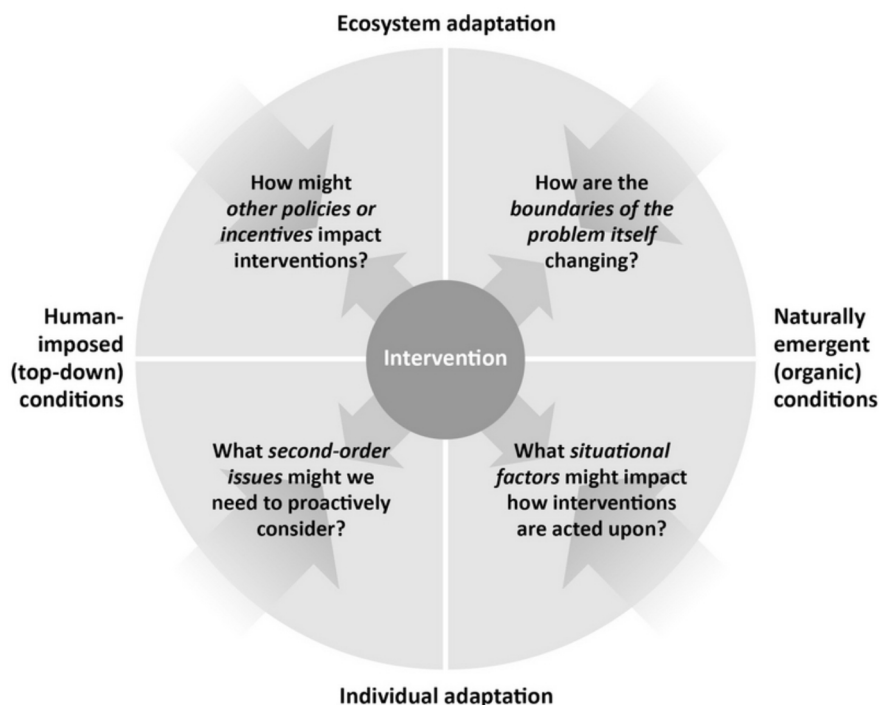 Ecosystem adaptation
How might
other policies or
incentives impact
interventions?
How are the
boundaries of the
problem itself
changing?
Human-
imposed
(top-down)
conditions
Intervention
Naturally
emergent
(organic)
conditions
What second-order
issues might we
need to proactively
consider?
What situational
factors might impact
how interventions
are acted upon?
Individual adaptation